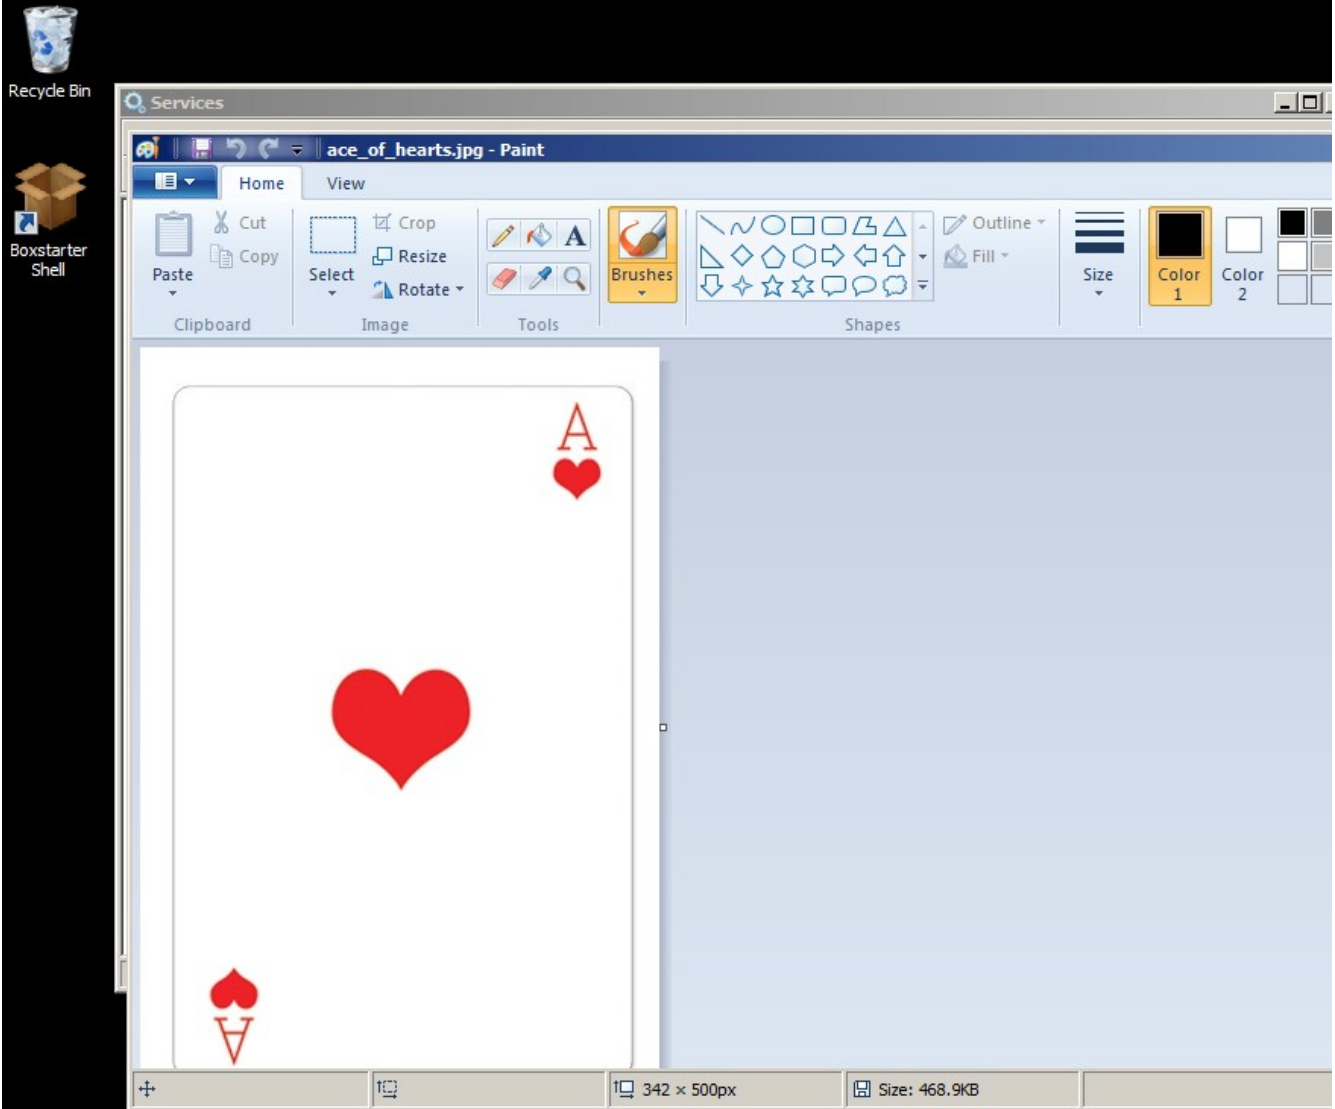 Recycle Bin
Services
ace_of_hearts.jpg - Paint
Home View
Boxstarter
Shell
Paste
Cut
Copy
Clipboard
Select
Crop
Resize
Rotate
Image
A
Tools
Brushes
Outline
Fill
Shapes
Size
Color
1
Color
2
A
A
342 × 500px
Size: 468.9KB